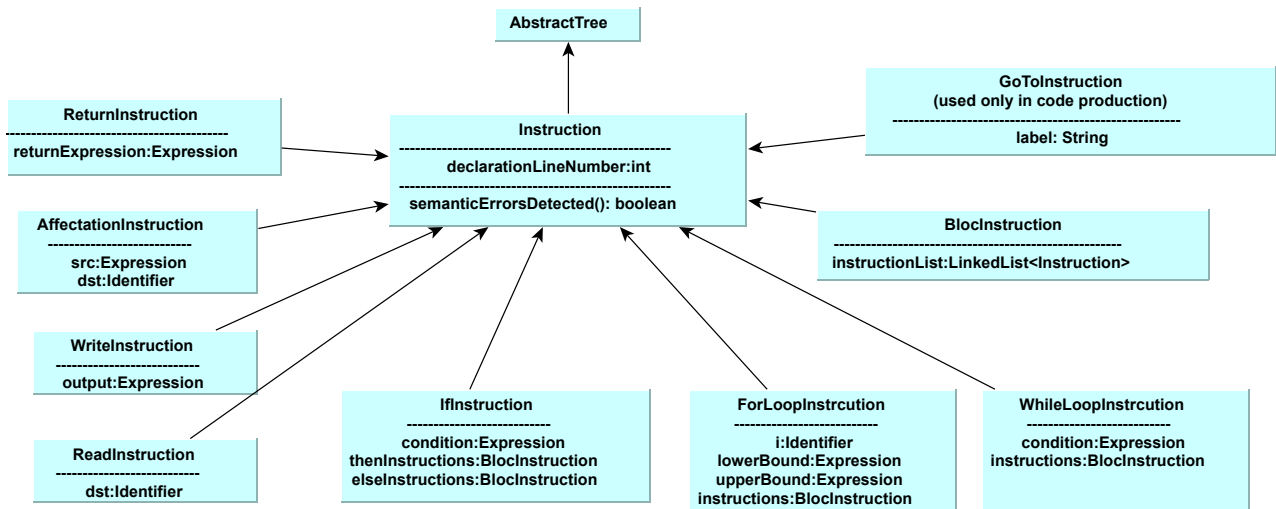 AbstractTree
GoToInstruction
(used only in code production)
-----------------------------------------------------
label: String
ReturnInstruction
-----------------------------------------
returnExpression:Expression
Instruction
--------------------------------------------------
declarationLineNumber:int
--------------------------------------------------
semanticErrorsDetected(): boolean
AffectationInstruction
---------------------------
src:Expression
dst:Identifier
BlocInstruction
-----------------------------------------------------
instructionList:LinkedList<Instruction>
WriteInstruction
---------------------------
output:Expression
ReadInstruction
---------------------------
dst:Identifier
IfInstruction
---------------------------
condition:Expression
thenInstructions:BlocInstruction
elseInstructions:BlocInstruction
ForLoopInstrcution
---------------------------
i:Identifier
lowerBound:Expression
upperBound:Expression
instructions:BlocInstruction
WhileLoopInstrcution
---------------------------
condition:Expression
instructions:BlocInstruction